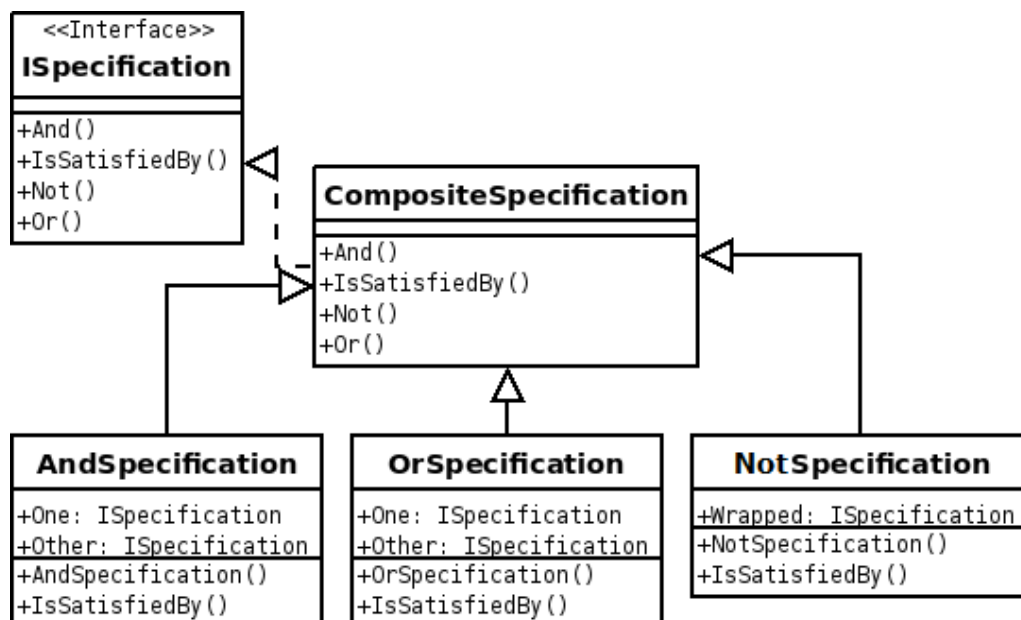 <<Interface>>
ISpecification
+And()
+IsSatisfiedBy()
+Not()
+Or()
CompositeSpecification
+And()
+IsSatisfiedBy()
+Not()
+Or()
AndSpecification
+One: ISpecification
+Other: ISpecification
+AndSpecification()
+IsSatisfiedBy()
OrSpecification
+One: ISpecification
+Other: ISpecification
+OrSpecification()
+IsSatisfiedBy()
NotSpecification
+Wrapped: ISpecification
+NotSpecification()
+IsSatisfiedBy()